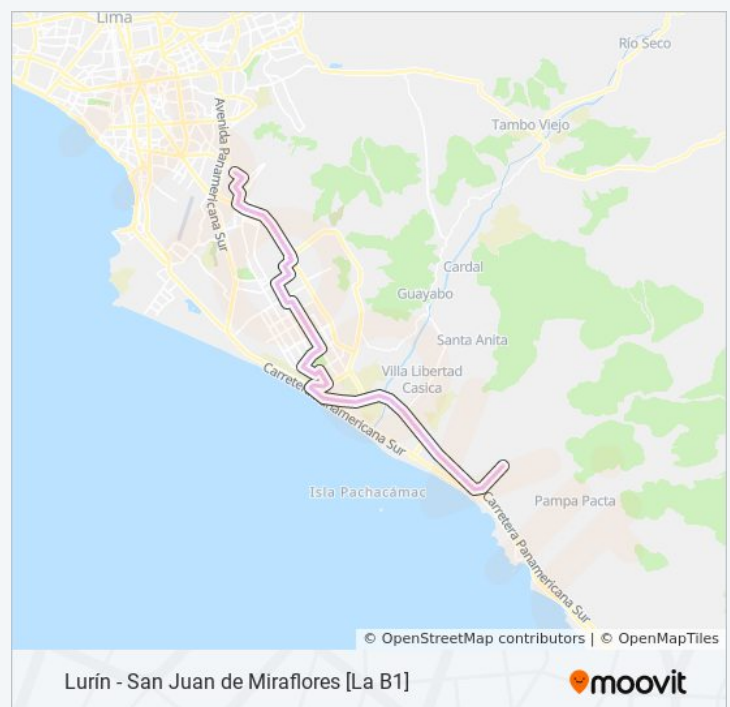 Lima
Río Seco
Avenida Panamericana Sur
Tambo Viejo
Cardal
Guayabo
Santa Anita
Villa Libertad
Casica
Carretera Panamericana Sur
Isla Pachacámac
Pampa Pacta
Carretera Panamericana Sur
© OpenStreetMap contributors | © OpenMapTiles
Lurín - San Juan de Miraflores [La B1]
moovit